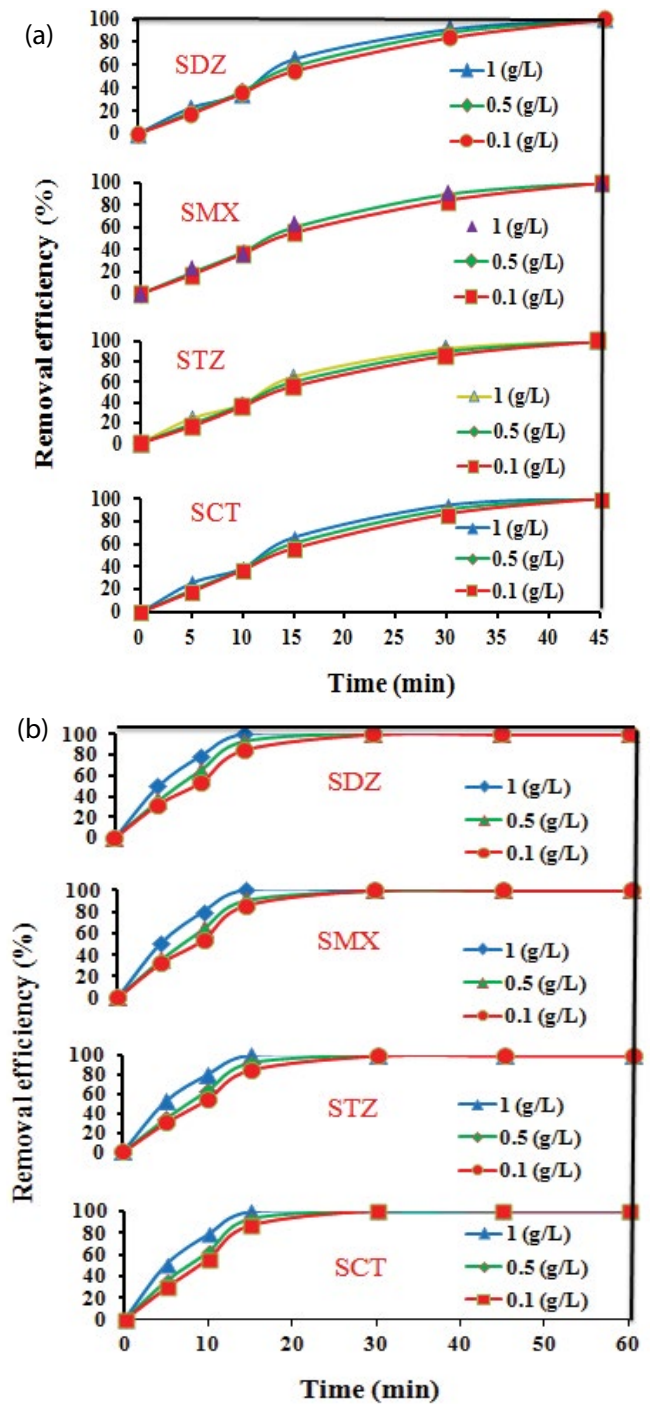 (a)
Removal efficiency (%)
100
80
60
40
20
0
SDZ
1 (g/L)
0.5 (g/L)
0.1 (g/L)
100
80
60
40
20
0
SMX
1 (g/L)
0.5 (g/L)
0.1 (g/L)
100
80
60
40
20
0
STZ
1 (g/L)
0.5 (g/L)
0.1 (g/L)
100
80
60
40
20
0
SCT
1 (g/L)
0.5 (g/L)
0.1 (g/L)
0 5 10 15 20 25 30 35 40 45
Time (min)
(b)
Removal efficiency (%)
100
80
60
40
20
0
SDZ
1 (g/L)
0.5 (g/L)
0.1 (g/L)
100
80
60
40
20
0
SMX
1 (g/L)
0.5 (g/L)
0.1 (g/L)
100
80
60
40
20
0
STZ
1 (g/L)
0.5 (g/L)
0.1 (g/L)
100
80
60
40
20
0
SCT
1 (g/L)
0.5 (g/L)
0.1 (g/L)
0 10 20 30 40 50 60
Time (min)